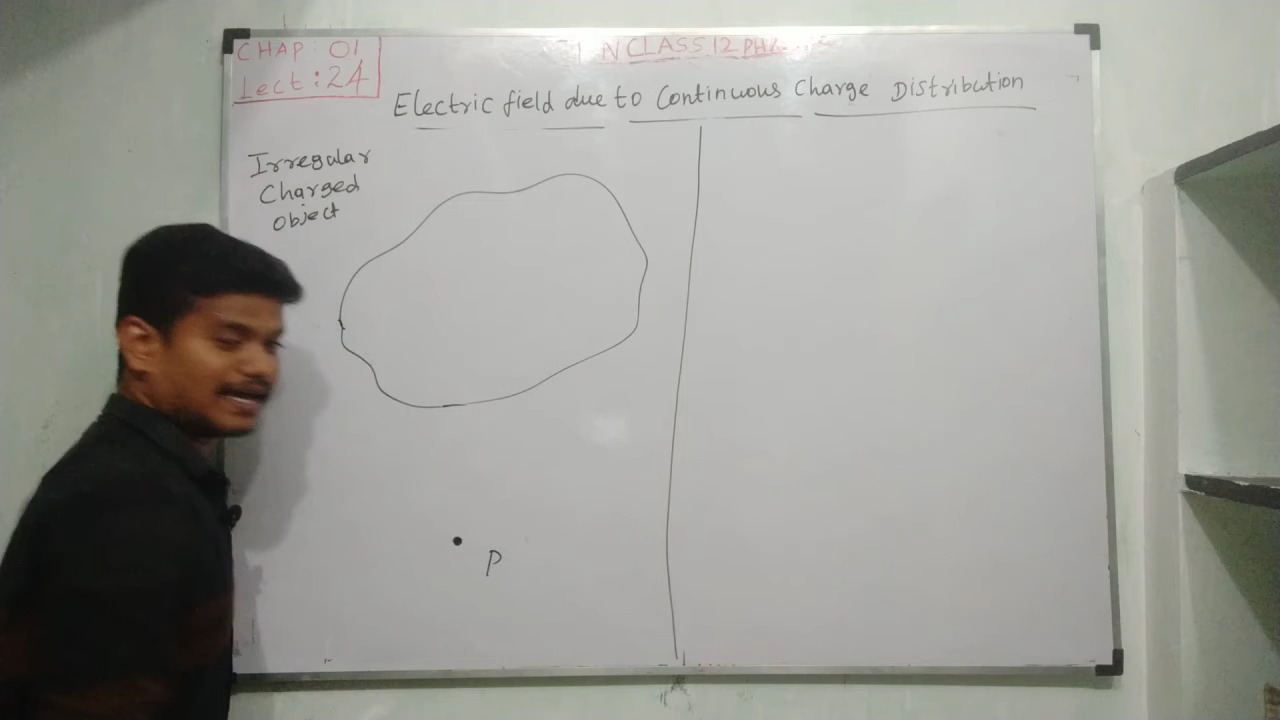 CHAP: 01
Lect:24
N CLASS 12
Electric field due to Continuous Charge Distribution
Irregular
Charged
Object
P